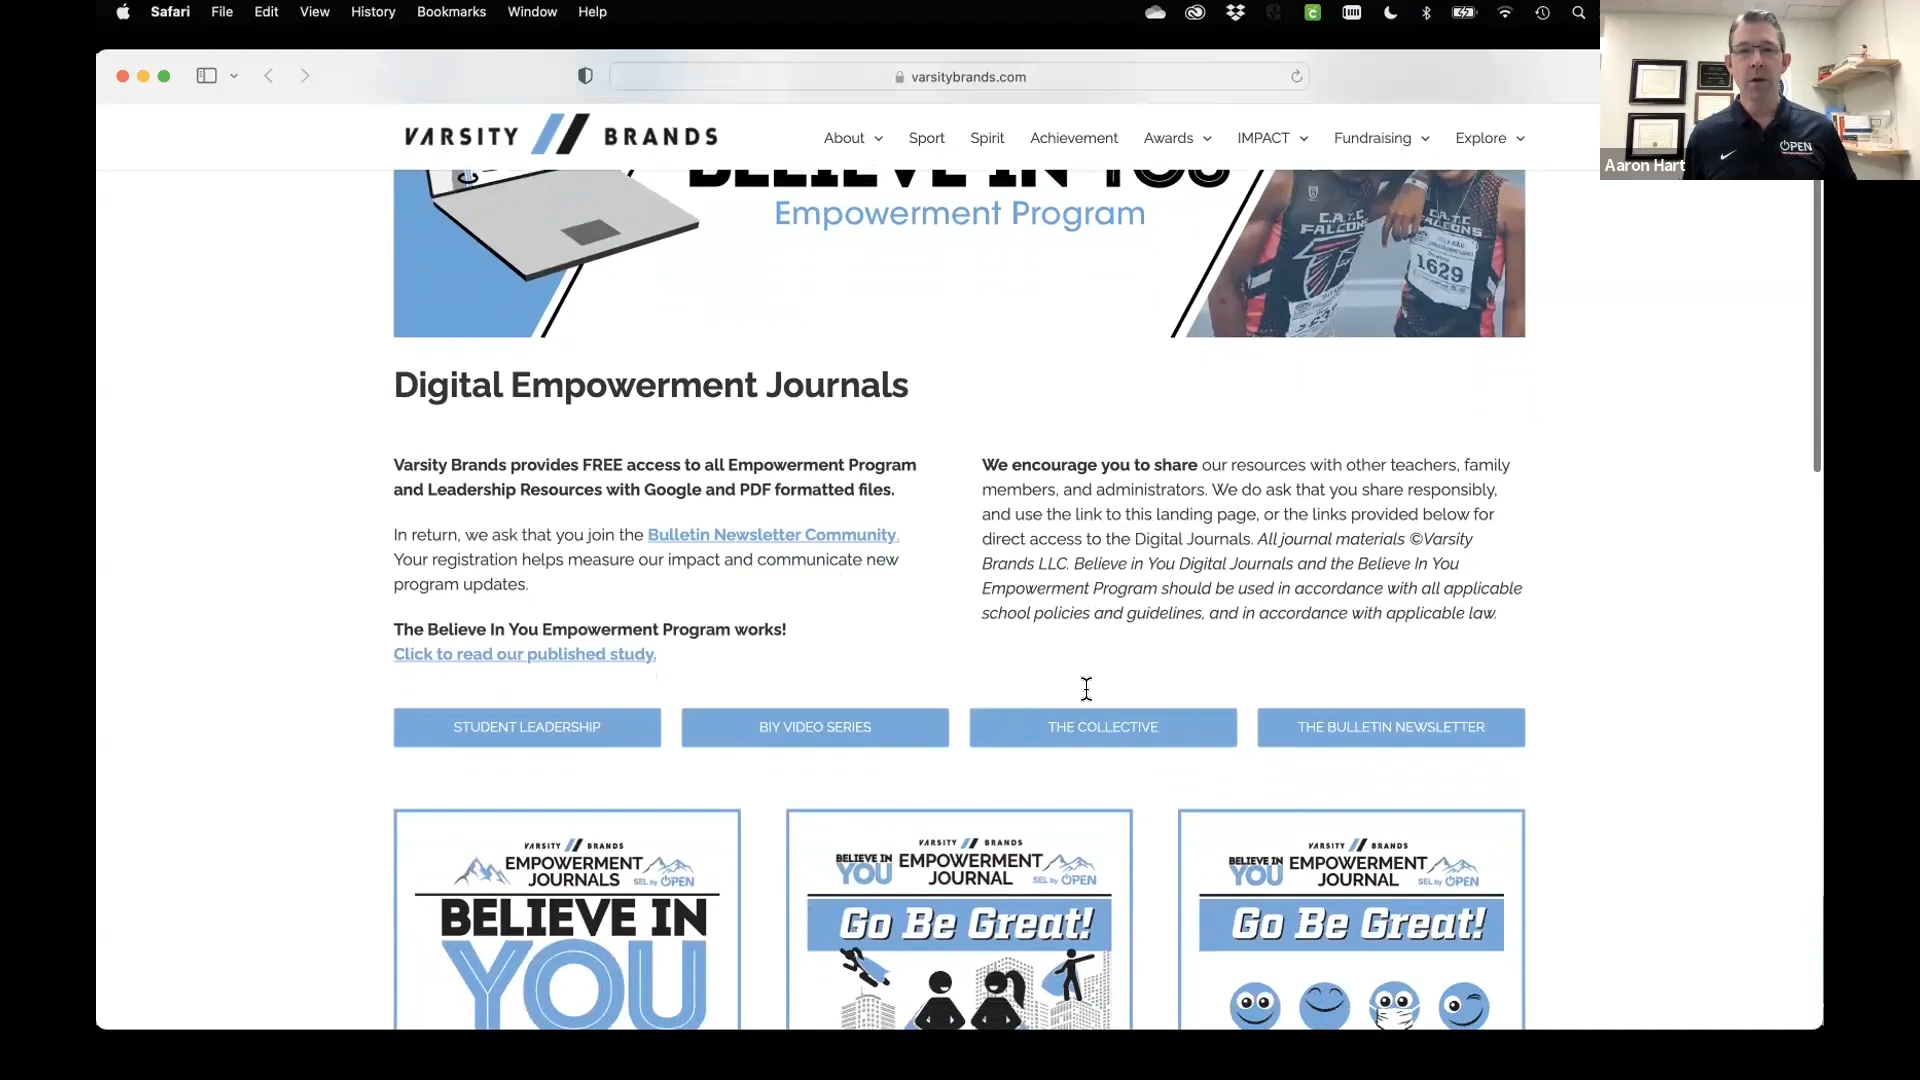 Safari File Edit View History Bookmarks Window Help
varsitybrands.com
VARSITY BRANDS
About Sport Spirit Achievement Awards IMPACT Fundraising Explore
OPEN
Aaron Hart
BELIEVE IN YOU
Empowerment Program
C.A.T.C FALCONS
C.A.T.C FALCONS
1629
Digital Empowerment Journals
Varsity Brands provides FREE access to all Empowerment Program
and Leadership Resources with Google and PDF formatted files.
In return, we ask that you join the Bulletin Newsletter Community.
Your registration helps measure our impact and communicate new
program updates.
The Believe In You Empowerment Program works!
Click to read our published study.
We encourage you to share our resources with other teachers, family
members, and administrators. We do ask that you share responsibly,
and use the link to this landing page, or the links provided below for
direct access to the Digital Journals. All journal materials ©Varsity
Brands LLC. Believe in You Digital Journals and the Believe In You
Empowerment Program should be used in accordance with all applicable
school policies and guidelines, and in accordance with applicable law.
STUDENT LEADERSHIP
BIY VIDEO SERIES
THE COLLECTIVE
THE BULLETIN NEWSLETTER
VARSITY BRANDS
EMPOWERMENT
JOURNALS SEL by OPEN
BELIEVE IN
YOU
VARSITY BRANDS
BELIEVE IN YOU
EMPOWERMENT
JOURNAL SEL by OPEN
Go Be Great!
VARSITY BRANDS
BELIEVE IN YOU
EMPOWERMENT
JOURNAL SEL by OPEN
Go Be Great!